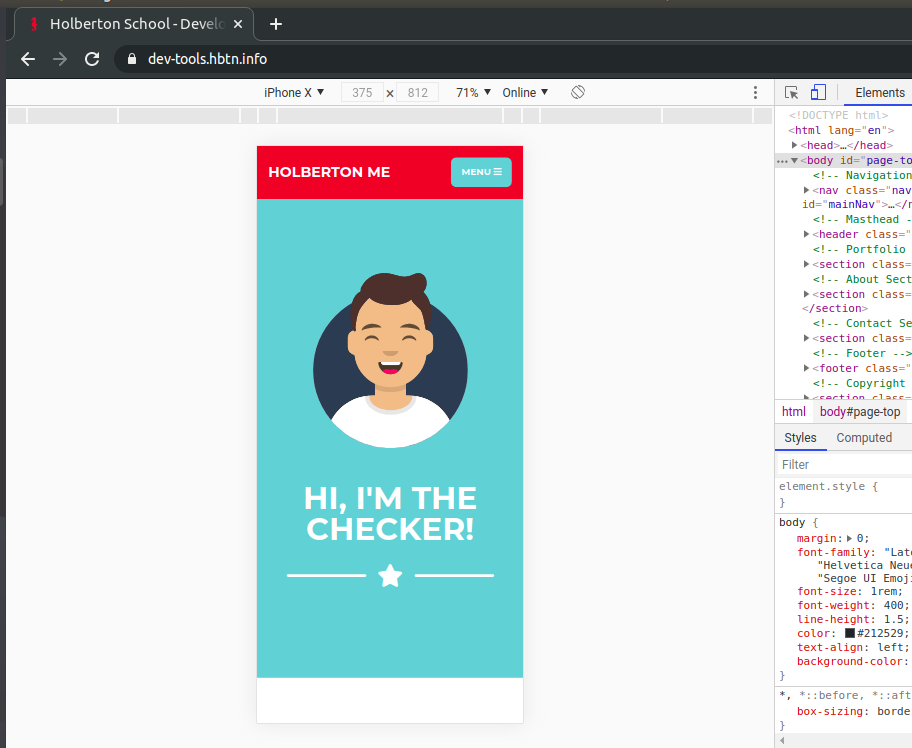 Holberton School - Develo
dev-tools.hbtn.info
iPhone X ▼ 375 × 812 71% ▼ Online ▼
Elements
HOLBERTON ME
MENU ☰
HI, I'M THE
CHECKER!
<!DOCTYPE html>
<html lang="en">
▶<head>…</head>
…▼<body id="page-to
<!-- Navigation
▶<nav class="nav
id="mainNav">…</n
<!-- Masthead -
▶<header class="
<!-- Portfolio
▶<section class=
<!-- About Sect
▶<section class=
</section>
<!-- Contact Se
▶<section class=
<!-- Footer -->
▶<footer class="
<!-- Copyright
▶<section class=
html body#page-top
Styles Computed
Filter
element.style {
}
body {
margin:▶ 0;
font-family: "Lato
"Helvetica Neue
"Segoe UI Emoji
font-size: 1rem;
font-weight: 400;
line-height: 1.5;
color: #212529;
text-align: left;
background-color:
}
*, *::before, *::aft
box-sizing: borde
}